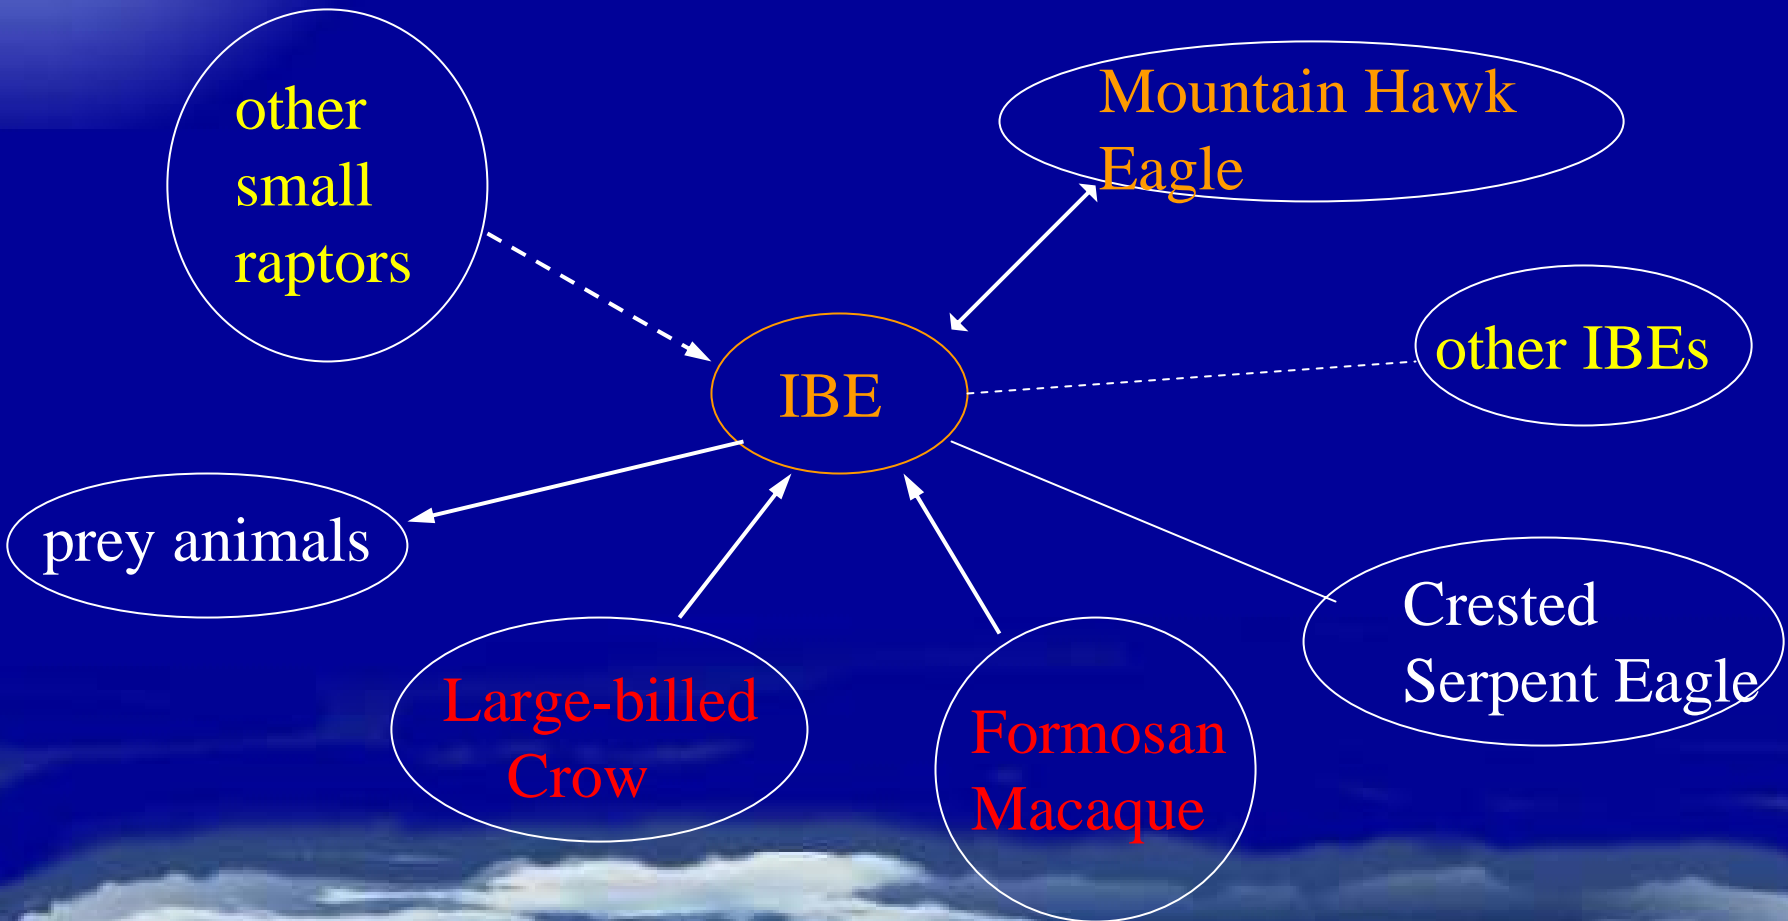 other
small
raptors
Mountain Hawk
Eagle
other IBEs
IBE
prey animals
Crested
Serpent Eagle
Large-billed
Crow
Formosan
Macaque